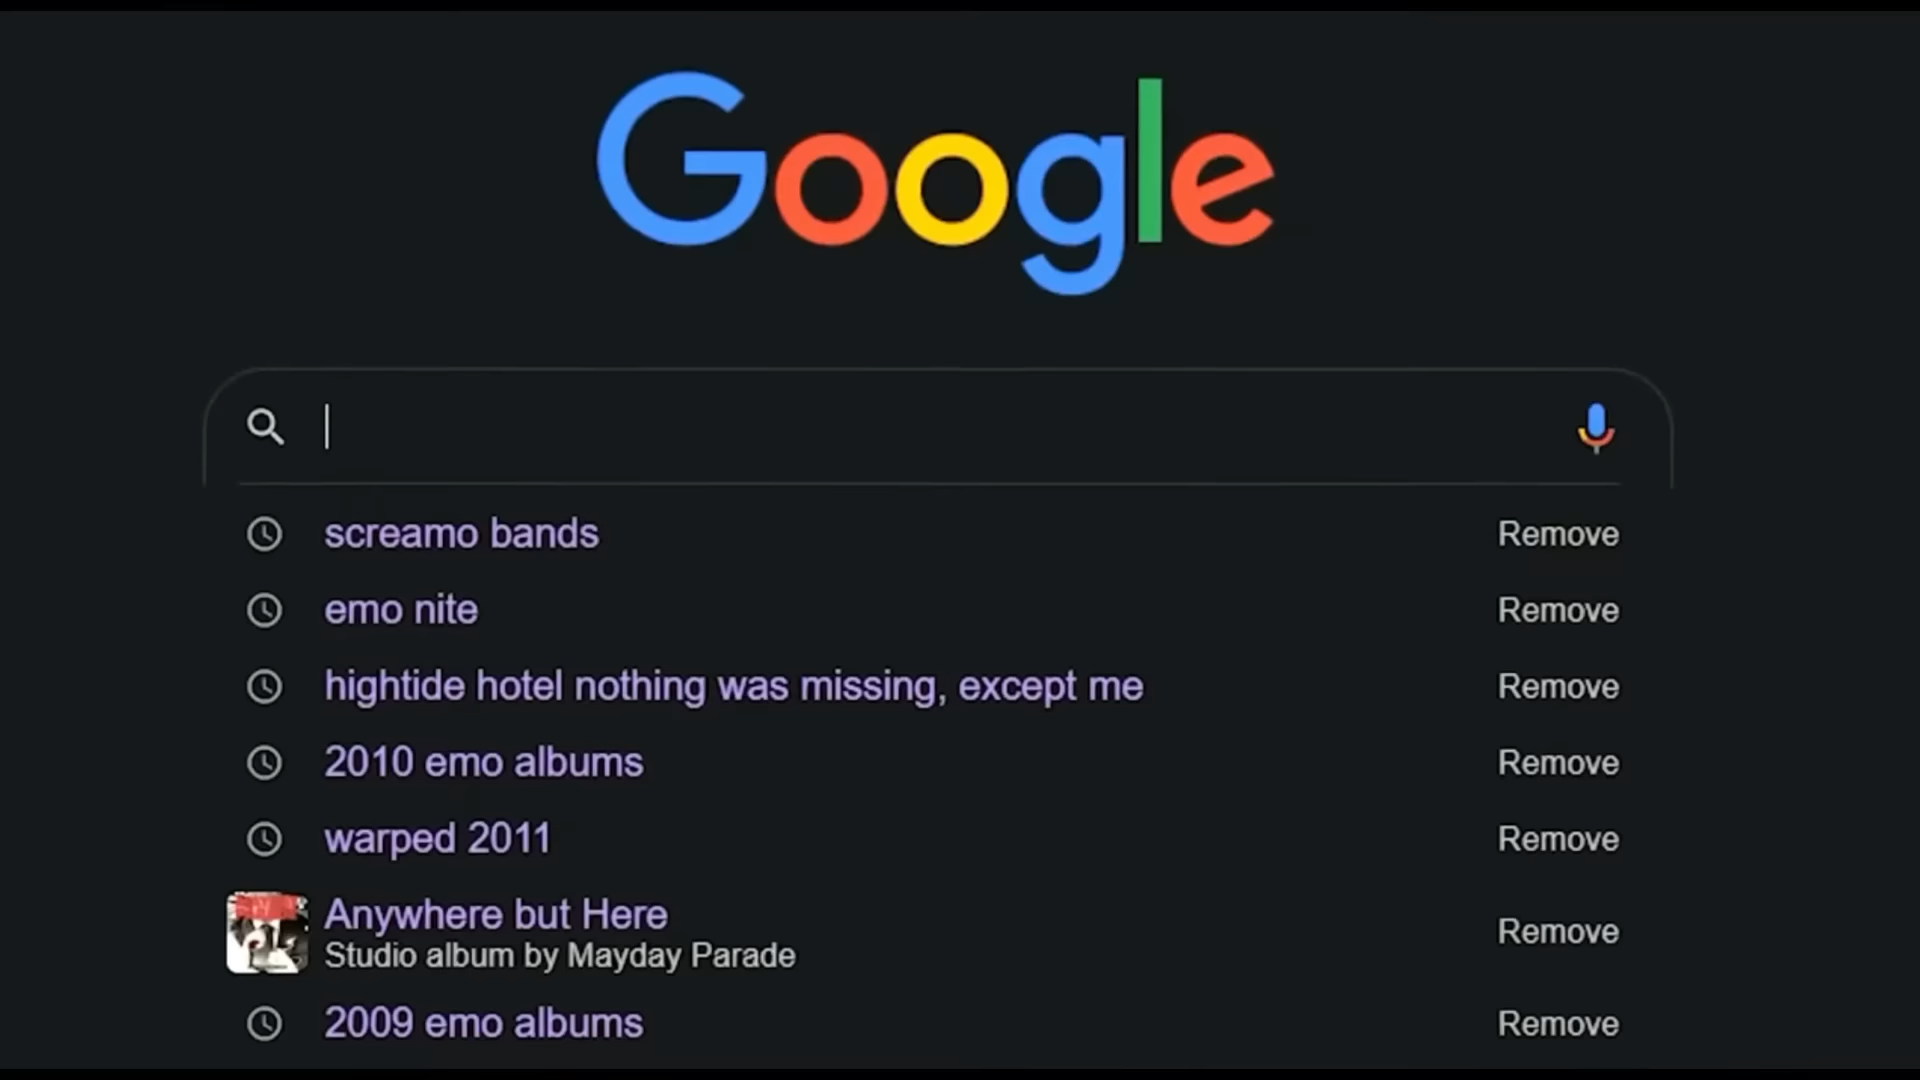 Google
screamo bands Remove
emo nite Remove
hightide hotel nothing was missing, except me Remove
2010 emo albums Remove
warped 2011 Remove
Anywhere but Here
Studio album by Mayday Parade Remove
2009 emo albums Remove